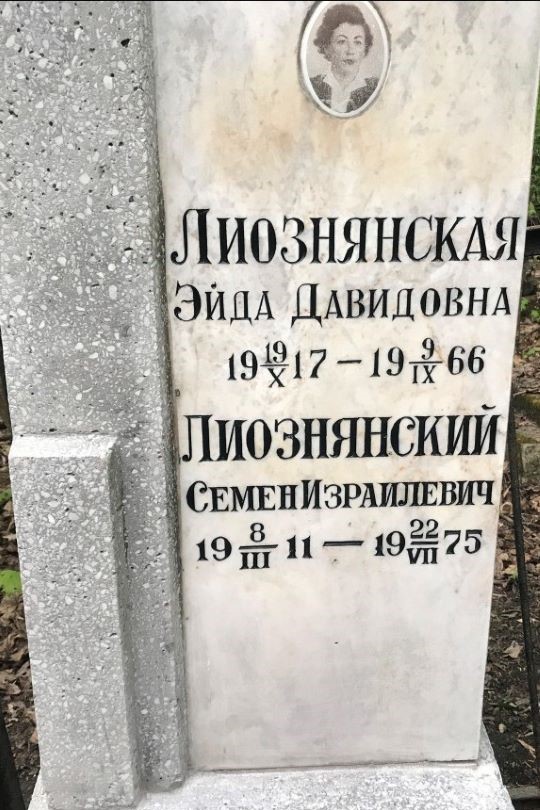 Лиознянская
Эйда Давидовна
19 19/X 17 — 19 9/IX 66
Лиознянский
Семен Израилевич
19 8/III 11 — 19 22/VII 75